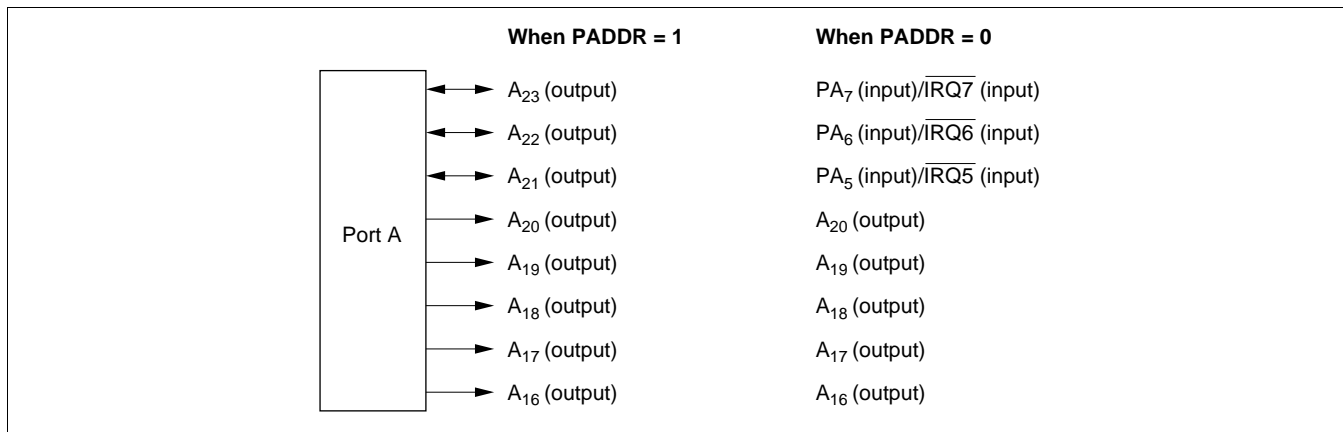 When PADDR = 1 When PADDR = 0
A23 (output) PA7 (input)/IRQ7 (input)
A22 (output) PA6 (input)/IRQ6 (input)
A21 (output) PA5 (input)/IRQ5 (input)
A20 (output) A20 (output)
Port A
A19 (output) A19 (output)
A18 (output) A18 (output)
A17 (output) A17 (output)
A16 (output) A16 (output)